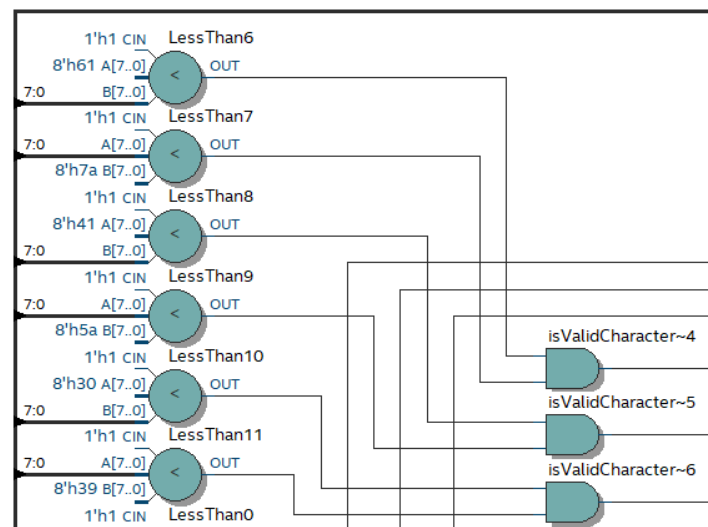 1'h1 CIN LessThan6
8'h61 A[7..0] OUT
7:0 B[7..0]
<
1'h1 CIN LessThan7
7:0 A[7..0] OUT
8'h7a B[7..0]
<
1'h1 CIN LessThan8
8'h41 A[7..0] OUT
7:0 B[7..0]
<
1'h1 CIN LessThan9
7:0 A[7..0] OUT
8'h5a B[7..0]
<
isValidCharacter~4
1'h1 CIN LessThan10
8'h30 A[7..0] OUT
7:0 B[7..0]
<
isValidCharacter~5
1'h1 CIN LessThan11
7:0 A[7..0] OUT
8'h39 B[7..0]
<
isValidCharacter~6
1'h1 CIN LessThan0